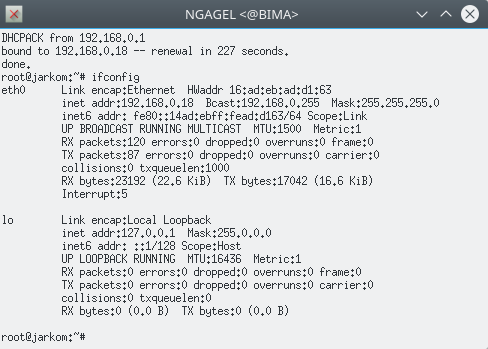 NGAGEL <@BIMA>
DHCPACK from 192.168.0.1
bound to 192.168.0.18 -- renewal in 227 seconds.
done.
root@jarkom:~# ifconfig
eth0      Link encap:Ethernet  HWaddr 16:ad:eb:ad:d1:63
          inet addr:192.168.0.18  Bcast:192.168.0.255  Mask:255.255.255.0
          inet6 addr: fe80::14ad:ebff:fead:d163/64 Scope:Link
          UP BROADCAST RUNNING MULTICAST  MTU:1500  Metric:1
          RX packets:120 errors:0 dropped:0 overruns:0 frame:0
          TX packets:87 errors:0 dropped:0 overruns:0 carrier:0
          collisions:0 txqueuelen:1000
          RX bytes:23192 (22.6 KiB)  TX bytes:17042 (16.6 KiB)
          Interrupt:5
lo        Link encap:Local Loopback
          inet addr:127.0.0.1  Mask:255.0.0.0
          inet6 addr: ::1/128 Scope:Host
          UP LOOPBACK RUNNING  MTU:16436  Metric:1
          RX packets:0 errors:0 dropped:0 overruns:0 frame:0
          TX packets:0 errors:0 dropped:0 overruns:0 carrier:0
          collisions:0 txqueuelen:0
          RX bytes:0 (0.0 B)  TX bytes:0 (0.0 B)
root@jarkom:~#